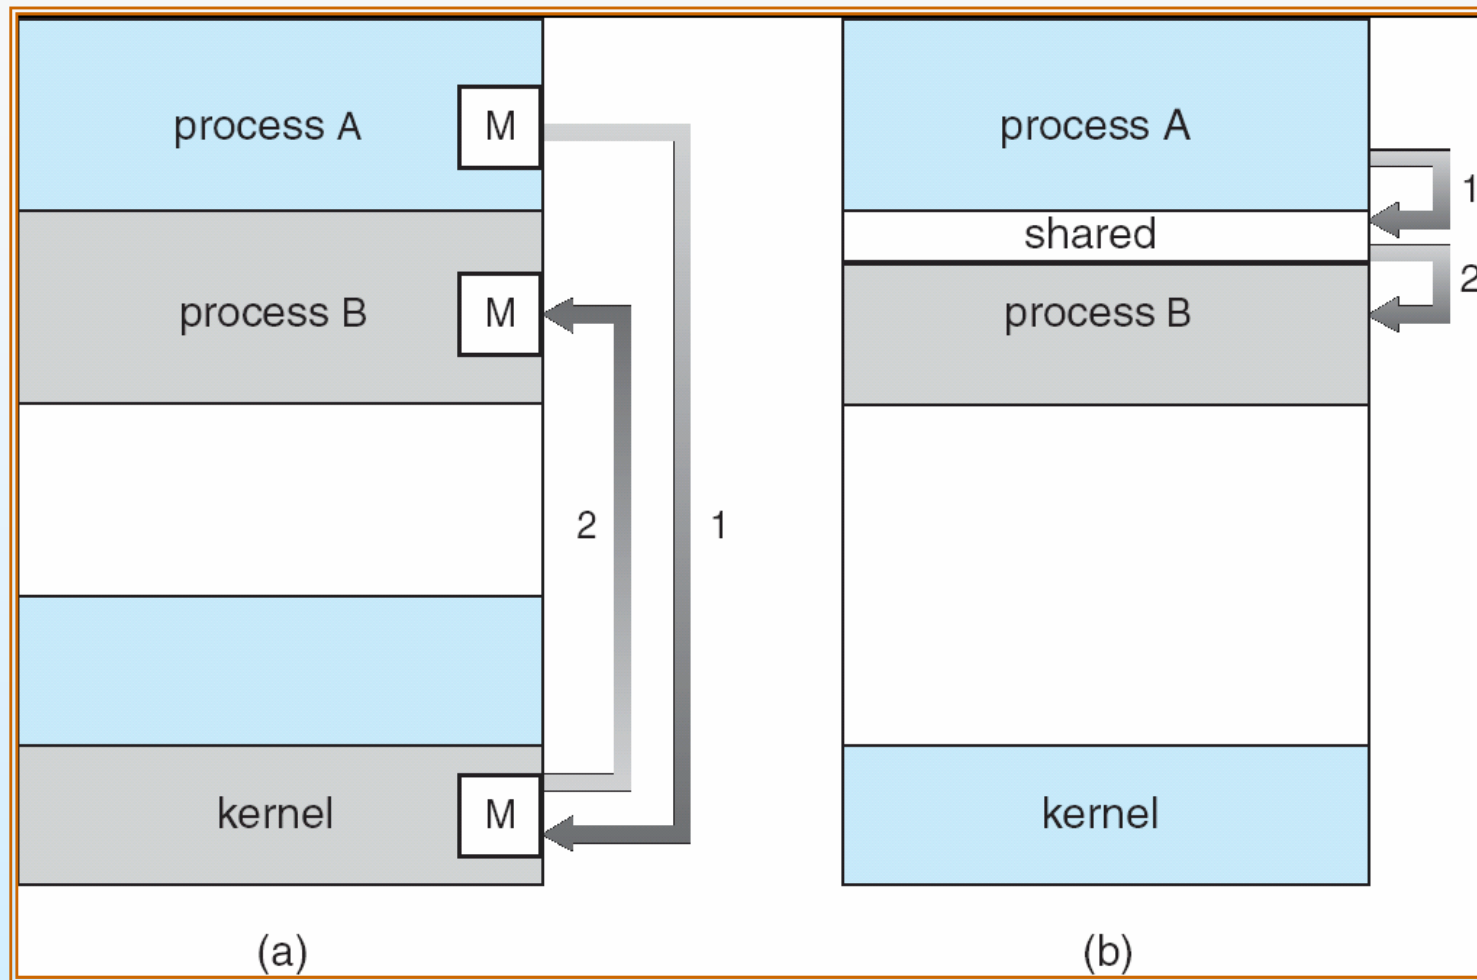 process A
M
process B
M
2
1
kernel
M
(a)
process A
1
shared
2
process B
kernel
(b)